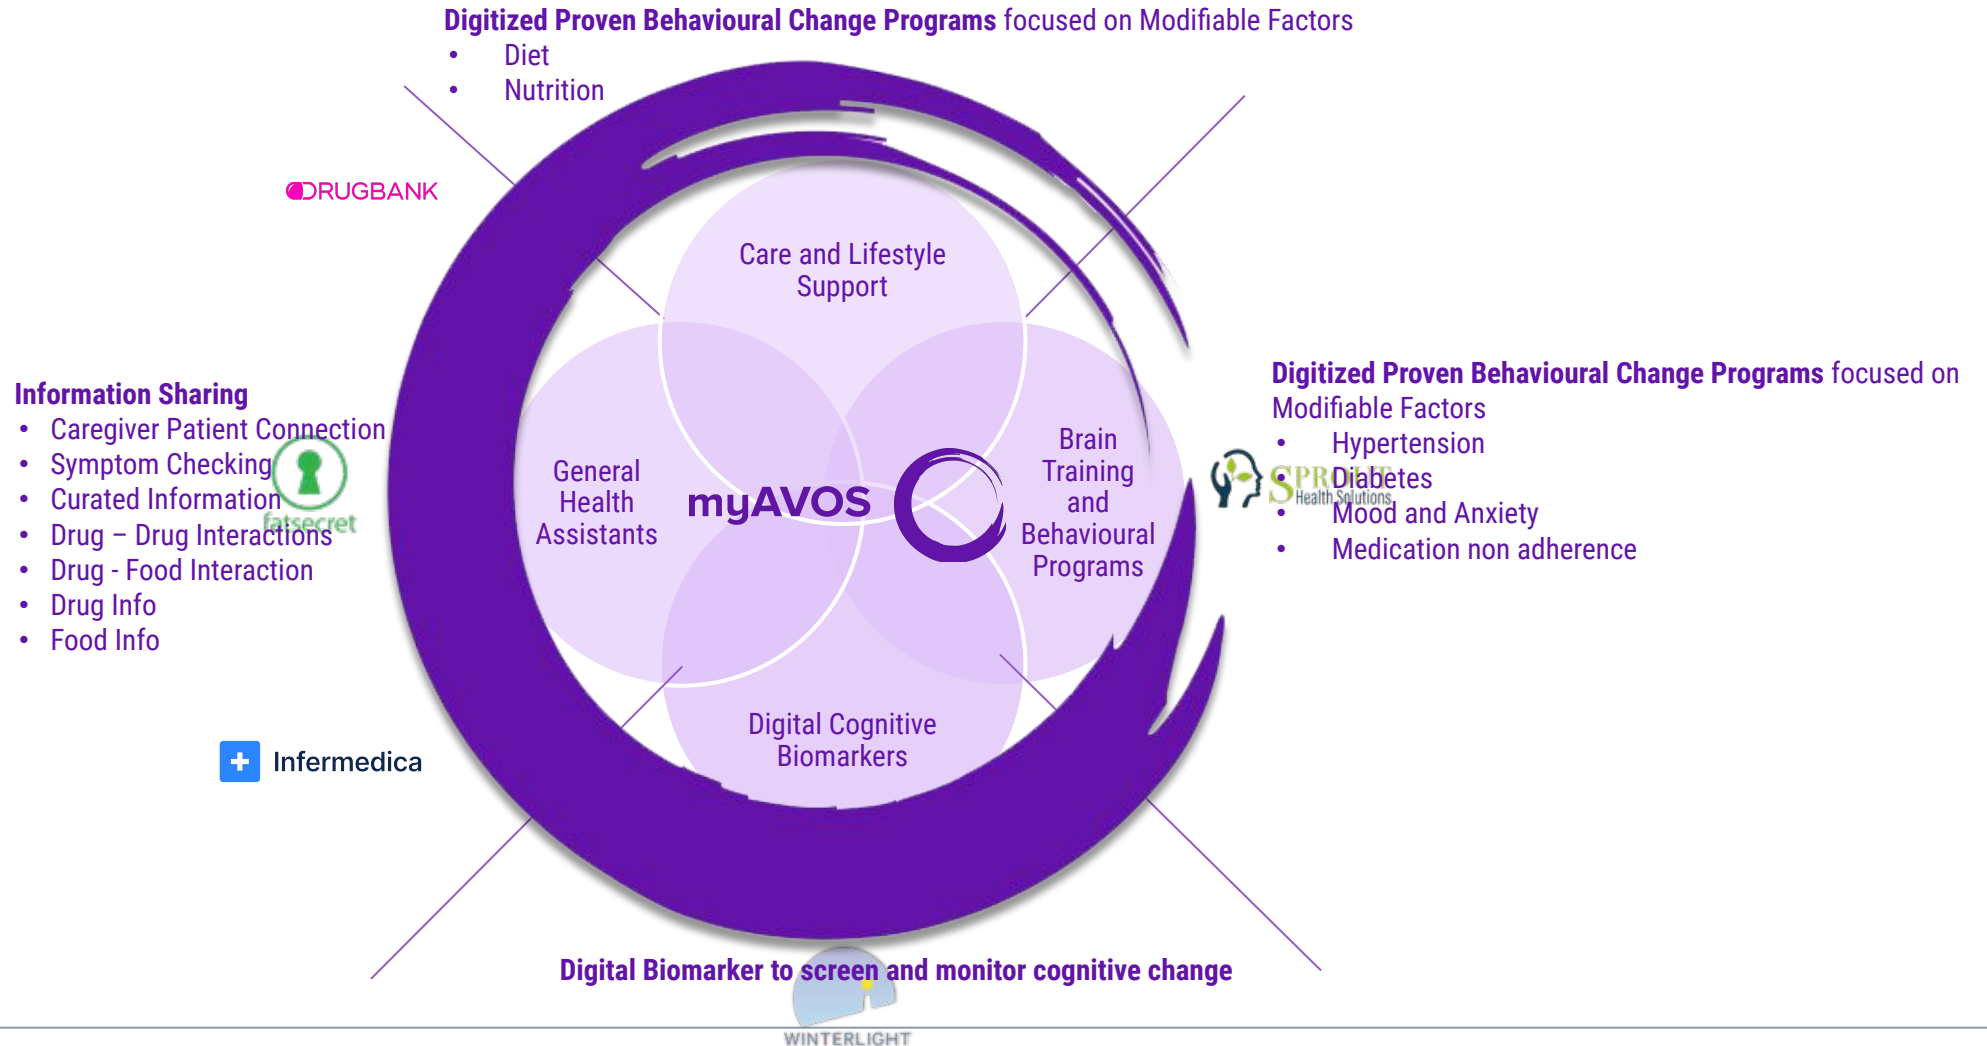 Digitized Proven Behavioural Change Programs focused on Modifiable Factors
• Diet
• Nutrition
DRUGBANK
Care and Lifestyle
Support
Information Sharing
• Caregiver Patient Connection
• Symptom Checking
• Curated Information
• Drug – Drug Interactions
• Drug - Food Interaction
• Drug Info
• Food Info
fatsecret
General
Health
Assistants
myAVOS
Brain
Training
and
Behavioural
Programs
Digitized Proven Behavioural Change Programs focused on
Modifiable Factors
• Hypertension
• Diabetes
• Mood and Anxiety
• Medication non adherence
SPROUT
Health Solutions
Digital Cognitive
Biomarkers
Infermedica
Digital Biomarker to screen and monitor cognitive change
WINTERLIGHT